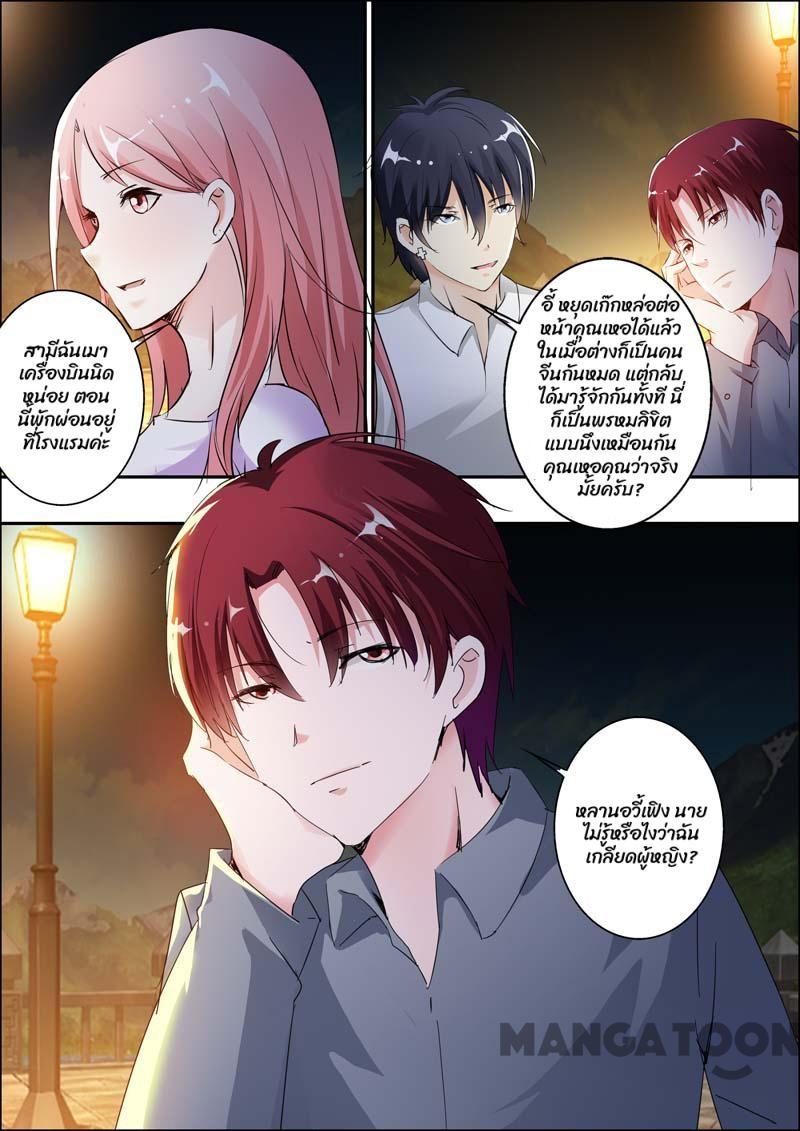 สามีฉันเมา
เครื่องบินนิด
หน่อย ตอน
นี้พักผ่อนอยู่
ที่โรงแรมค่ะ
อี้ หยุดเก๊กหล่อต่อ
หน้าคุณเหอได้แล้ว
ในเมื่อต่างก็เป็นคน
จีนกันหมด แต่กลับ
ได้มารู้จักกันทั้งที นี่
ก็เป็นพรหมลิขิต
แบบนึงเหมือนกัน
คุณเหอคุณว่าจริง
มั้ยครับ?
หลานอวี้เฟิง นาย
ไม่รู้หรือไงว่าฉัน
เกลียดผู้หญิง?
MANGATOON